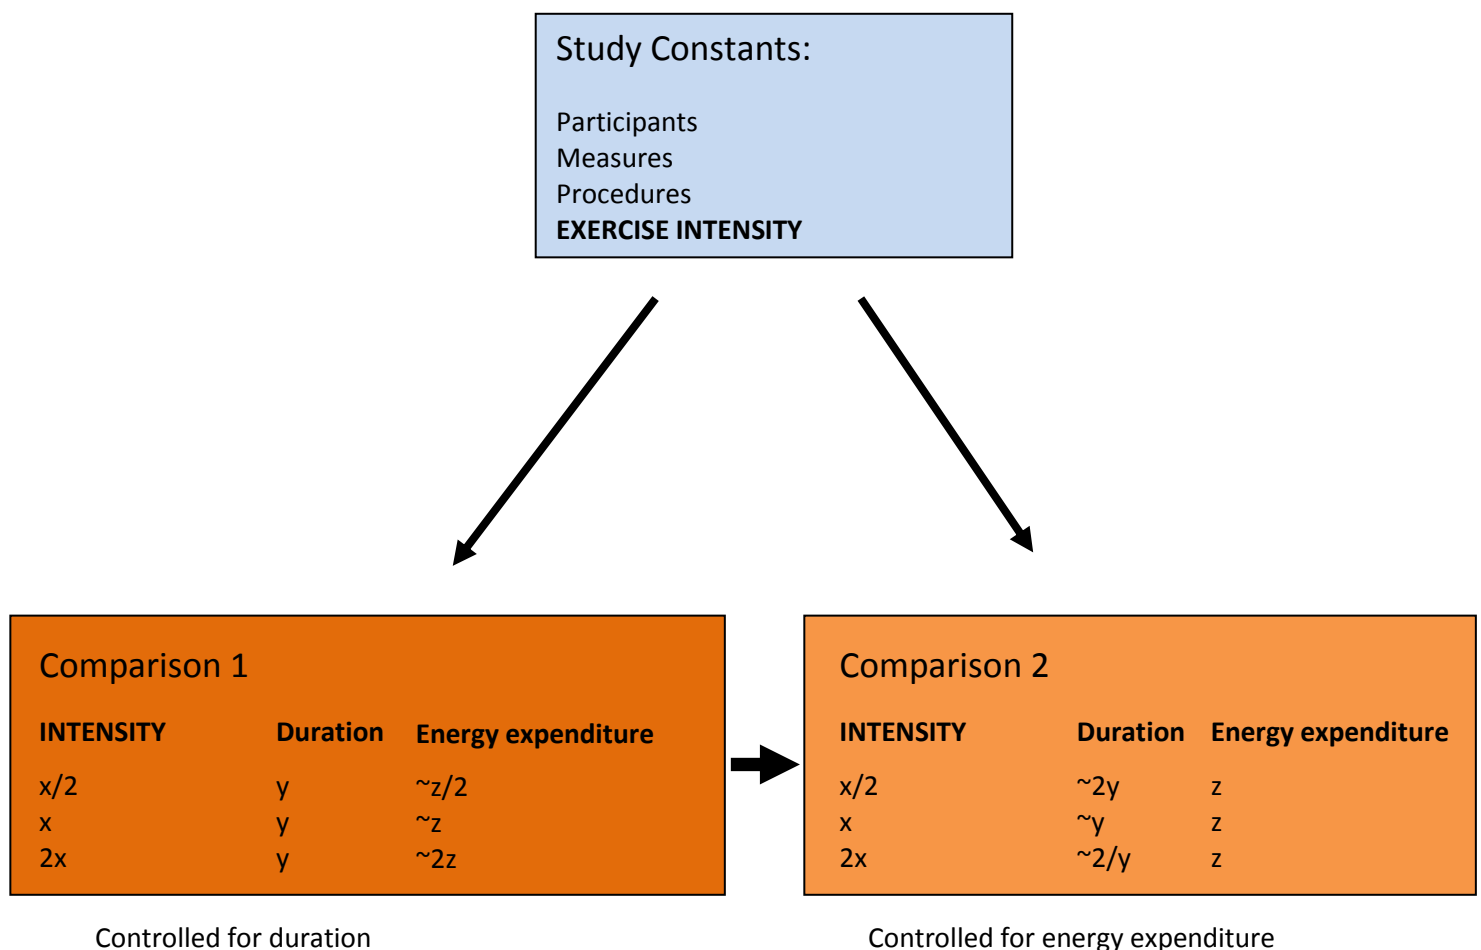 Study Constants:
Participants
Measures
Procedures
EXERCISE INTENSITY
Comparison 1
INTENSITY Duration Energy expenditure
x/2 y ~z/2
x y ~z
2x y ~2z
Controlled for duration
Comparison 2
INTENSITY Duration Energy expenditure
x/2 ~2y z
x ~y z
2x ~2/y z
Controlled for energy expenditure